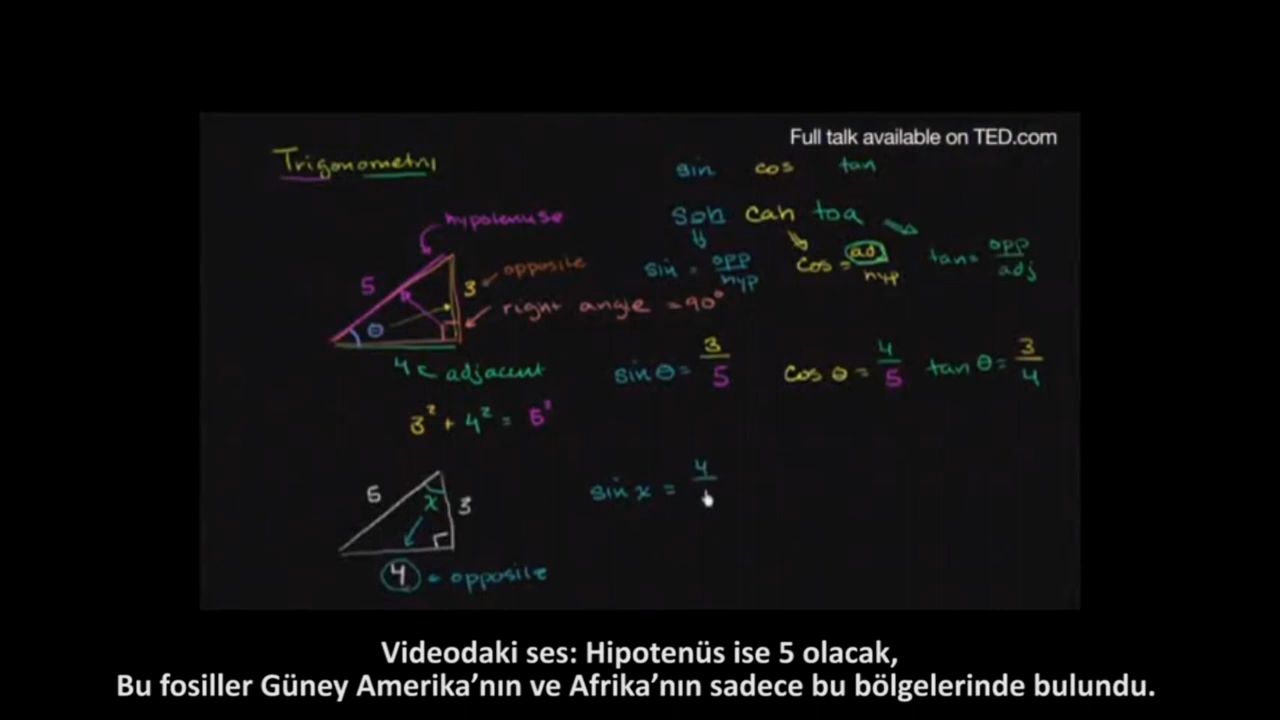 Full talk available on TED.com
Trigonometry
sin cos tan
hypotenuse
Soh Cah toa
5
3
opposite
sin = opp/hyp
cos = adj/hyp
tan = opp/adj
θ
right angle = 90°
4
adjacent
sin θ = 3/5
cos θ = 4/5
tan θ = 3/4
3² + 4² = 5²
5
x
3
sin x = 4
4 = opposite
Videodaki ses: Hipotenüs ise 5 olacak,
Bu fosiller Güney Amerika’nın ve Afrika’nın sadece bu bölgelerinde bulundu.